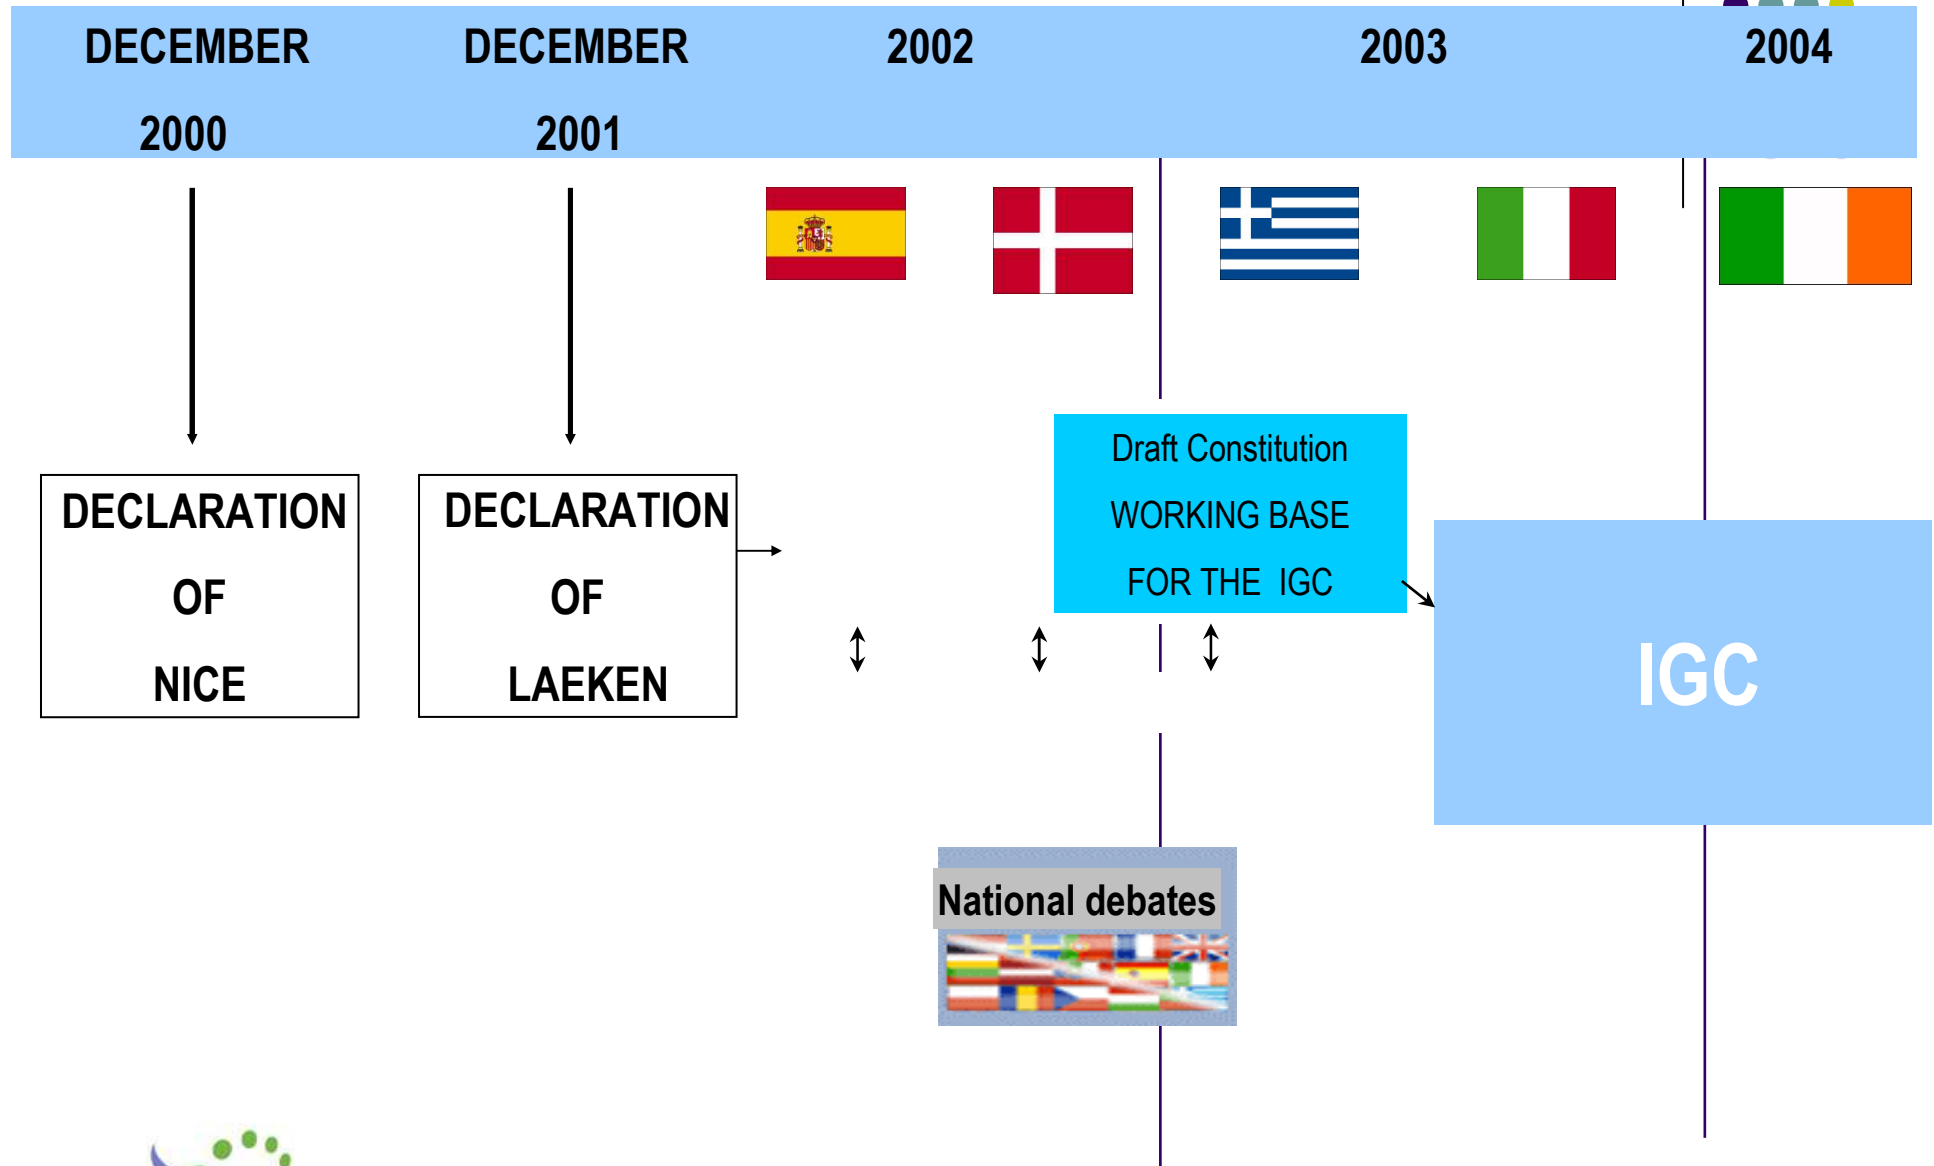 DECEMBER DECEMBER 2002 2003 2004
2000 2001
DECLARATION
OF
NICE
DECLARATION
OF
LAEKEN
Draft Constitution
WORKING BASE
FOR THE IGC
IGC
National debates